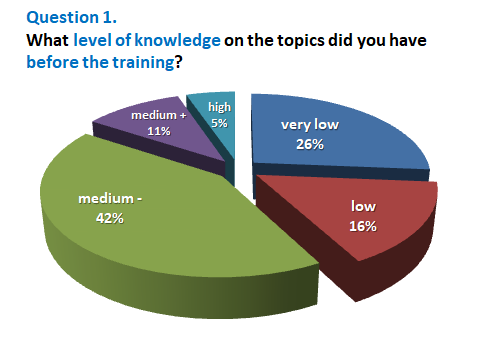 Question 1.
What level of knowledge on the topics did you have
before the training?
high
5%
medium +
11%
very low
26%
medium -
42%
low
16%